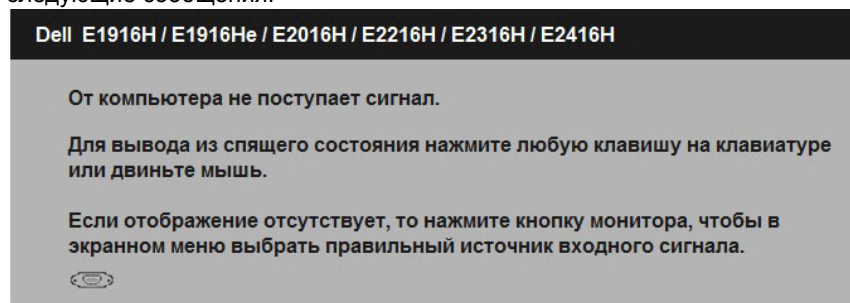 следующие сообщения.
Dell E1916H / E1916He / E2016H / E2216H / E2316H / E2416H
От компьютера не поступает сигнал.
Для вывода из спящего состояния нажмите любую клавишу на клавиатуре
или двиньте мышь.
Если отображение отсутствует, то нажмите кнопку монитора, чтобы в
экранном меню выбрать правильный источник входного сигнала.